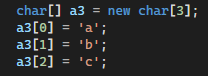 char[] a3 = new char[3];
a3[0] = 'a';
a3[1] = 'b';
a3[2] = 'c';